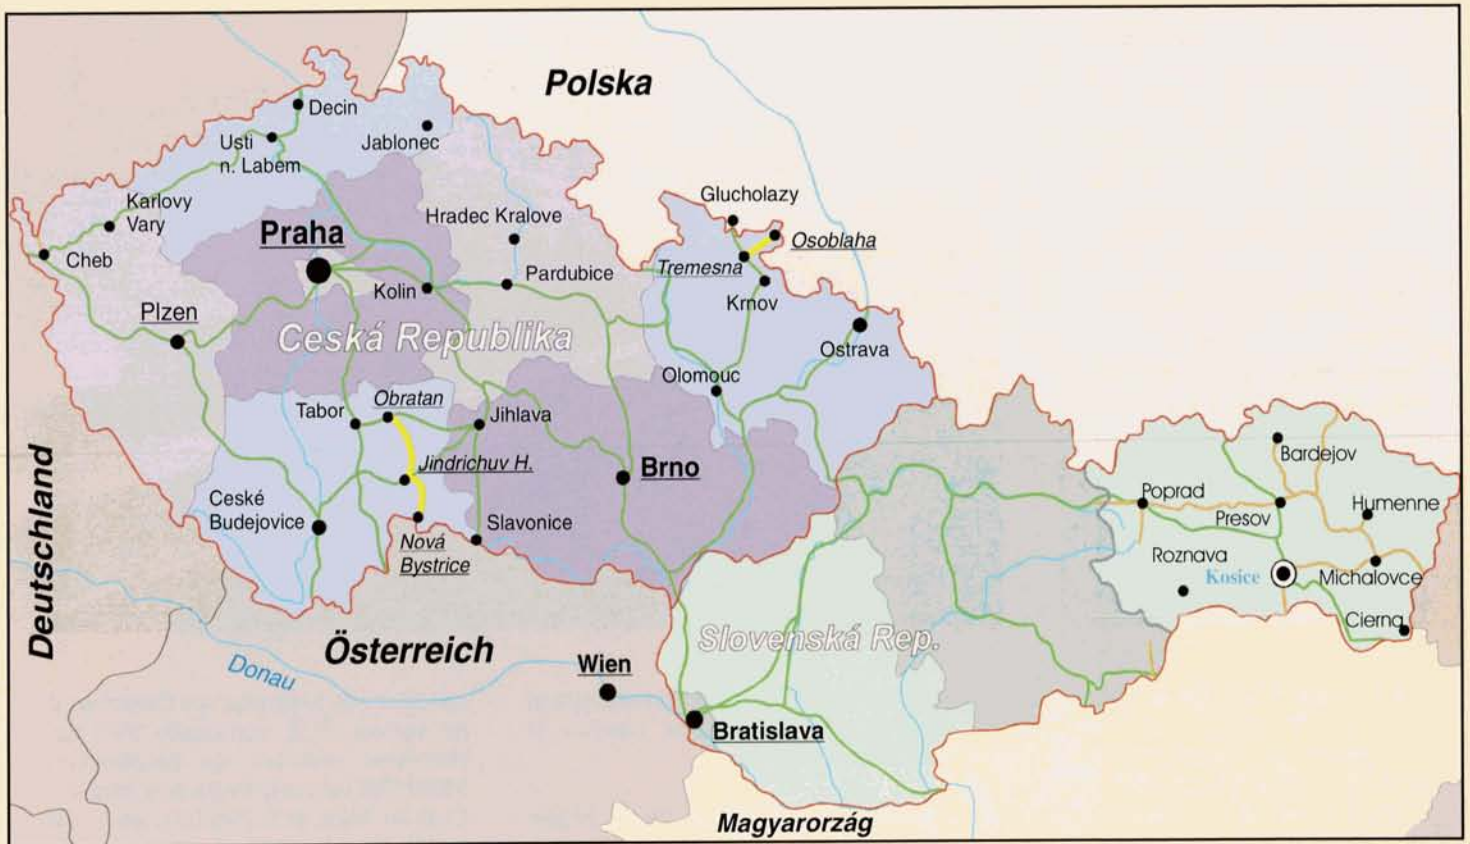 Polska
Decin
Jablonec
Usti
n. Labem
Karlovy
Vary
Cheb
Praha
Hradec Kralove
Glucholazy
Osoblaha
Tremesna
Krnov
Pardubice
Kolin
Plzen
Ceská Republika
Ostrava
Olomouc
Obratan
Tabor
Jihlava
Jindrichuv H.
Brno
Deutschland
Ceské
Budejovice
Slavonice
Nová
Bystrice
Bardejov
Poprad
Presov
Humenne
Roznava
Kosice
Michalovce
Cierna
Österreich
Slovenská Rep.
Donau
Wien
Bratislava
Magyarorzág